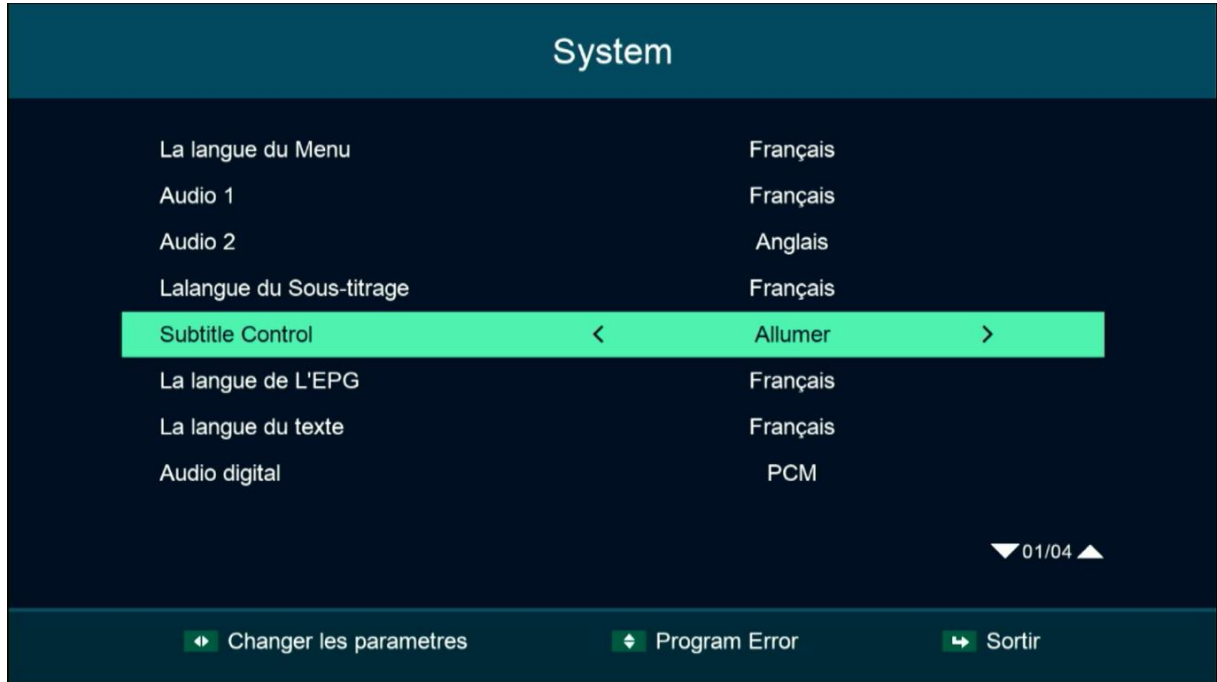 System
La langue du Menu Français
Audio 1 Français
Audio 2 Anglais
Lalangue du Sous-titrage Français
Subtitle Control < Allumer >
La langue de L'EPG Français
La langue du texte Français
Audio digital PCM
01/04
Changer les parametres Program Error Sortir